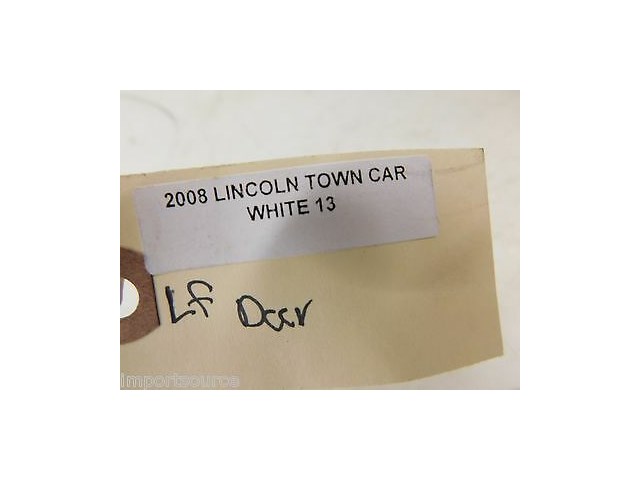 2008 LINCOLN TOWN CAR
WHITE 13
Lf Door
importsource